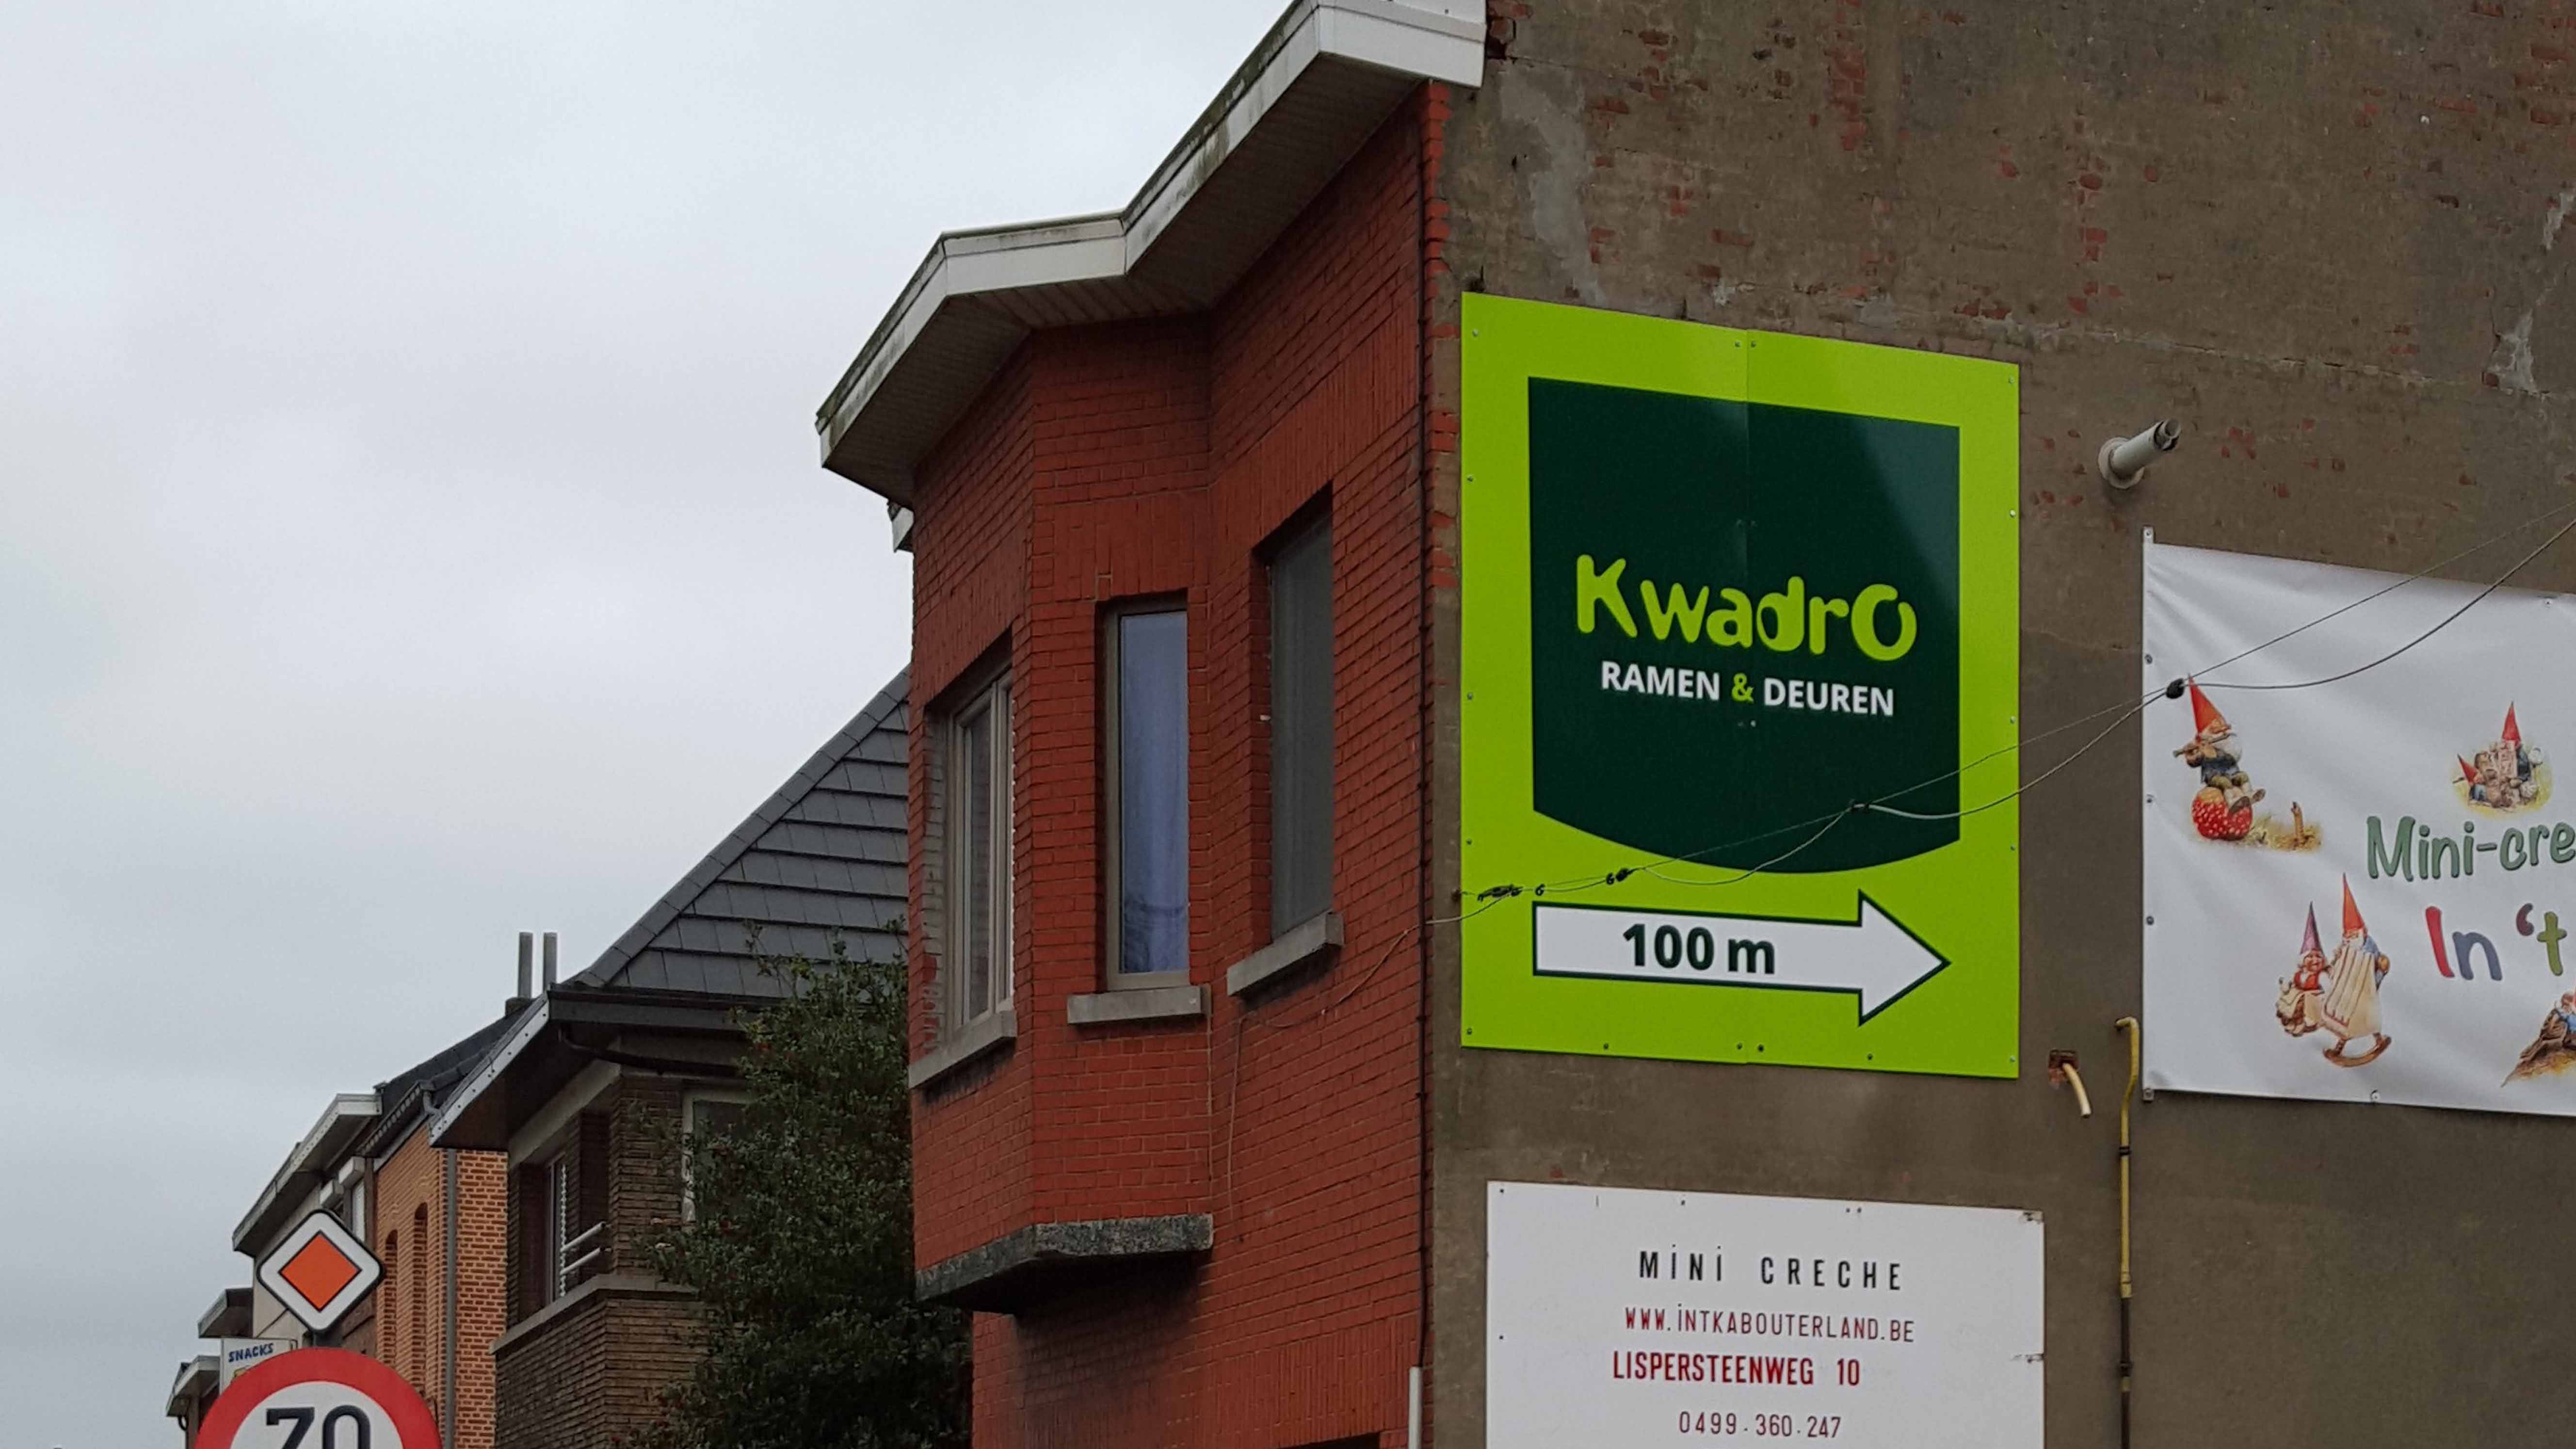 KwadrO
RAMEN & DEUREN
100 m
Mini-cre
In 't
MINI CRECHE
WWW.INTKABOUTERLAND.BE
LISPERSTEENWEG 10
0499.360.247
SNACKS
70